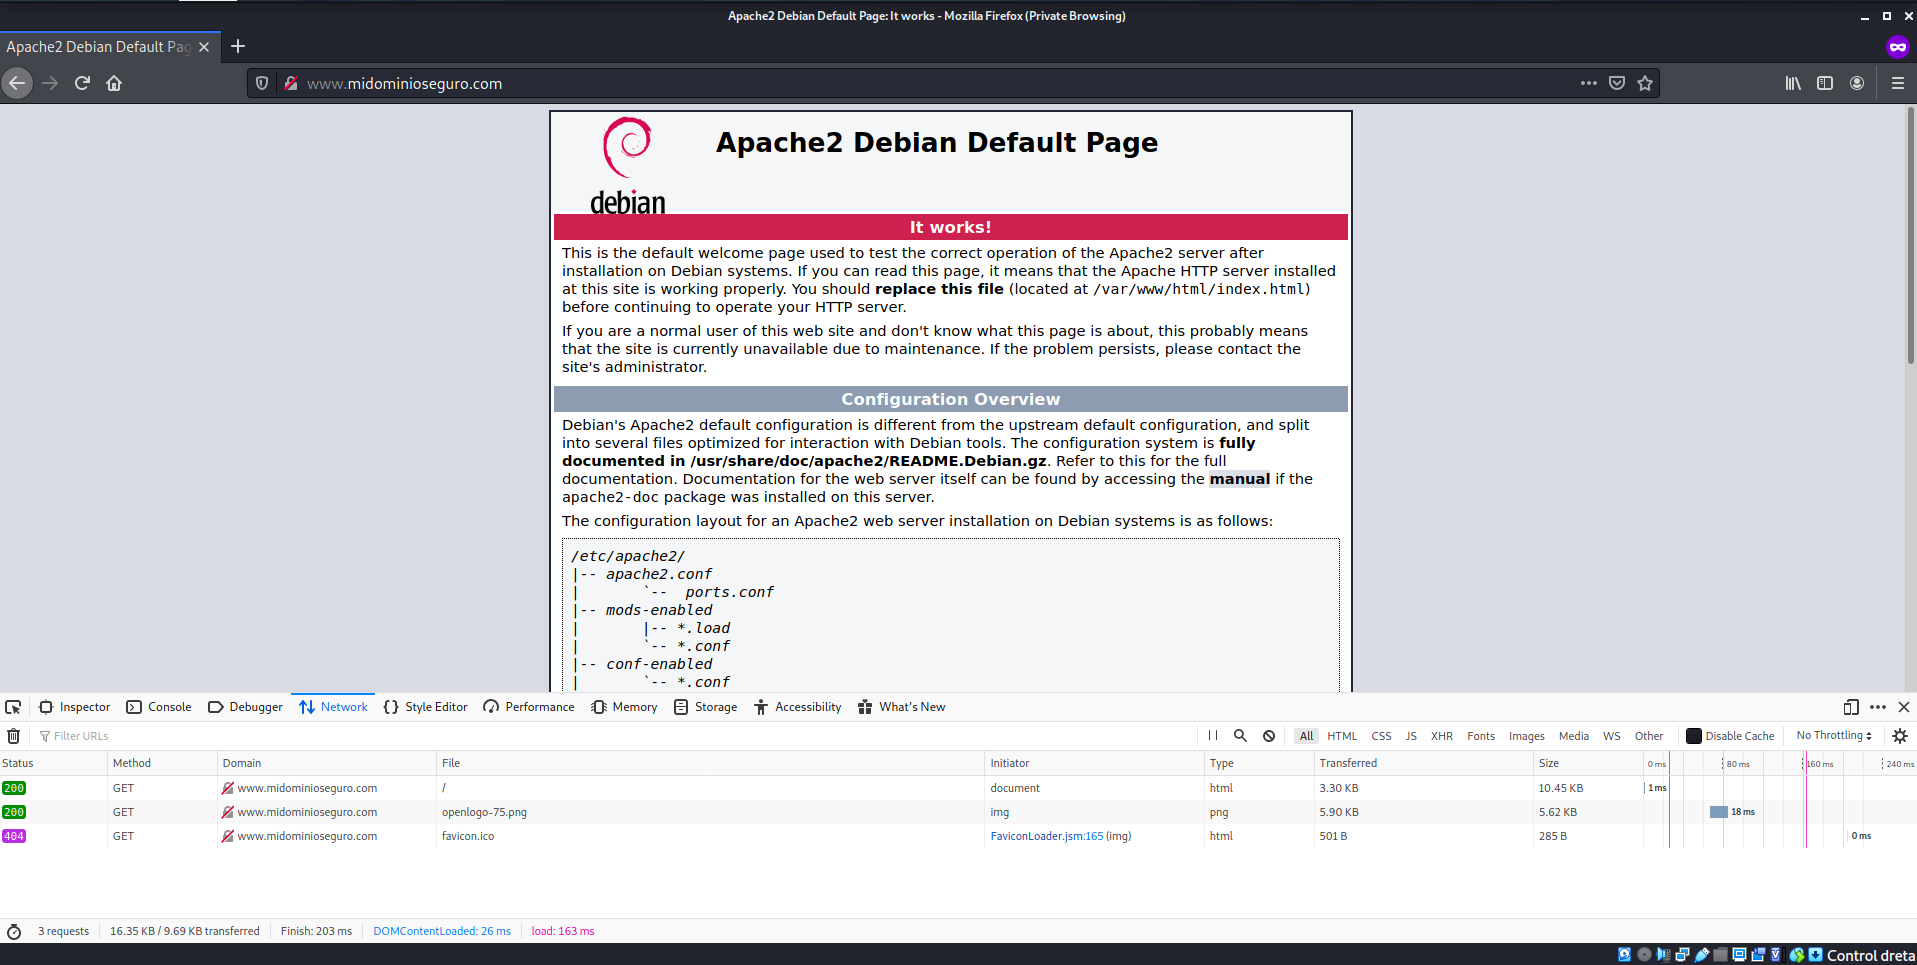 Apache2 Debian Default Page: It works - Mozilla Firefox (Private Browsing)
Apache2 Debian Default Pag
www.midominioseguro.com
debian
Apache2 Debian Default Page
It works!
This is the default welcome page used to test the correct operation of the Apache2 server after
installation on Debian systems. If you can read this page, it means that the Apache HTTP server installed
at this site is working properly. You should replace this file (located at /var/www/html/index.html)
before continuing to operate your HTTP server.
If you are a normal user of this web site and don't know what this page is about, this probably means
that the site is currently unavailable due to maintenance. If the problem persists, please contact the
site's administrator.
Configuration Overview
Debian's Apache2 default configuration is different from the upstream default configuration, and split
into several files optimized for interaction with Debian tools. The configuration system is fully
documented in /usr/share/doc/apache2/README.Debian.gz. Refer to this for the full
documentation. Documentation for the web server itself can be found by accessing the manual if the
apache2-doc package was installed on this server.
The configuration layout for an Apache2 web server installation on Debian systems is as follows:
/etc/apache2/
|-- apache2.conf
|       `--  ports.conf
|-- mods-enabled
|       |-- *.load
|       `-- *.conf
|-- conf-enabled
|       `-- *.conf
Inspector Console Debugger Network Style Editor Performance Memory Storage Accessibility What's New
Filter URLs All HTML CSS JS XHR Fonts Images Media WS Other Disable Cache No Throttling
Status Method Domain File Initiator Type Transferred Size 0 ms 80 ms 160 ms 240 ms
200 GET www.midominioseguro.com / document html 3.30 KB 10.45 KB 1 ms
200 GET www.midominioseguro.com openlogo-75.png img png 5.90 KB 5.62 KB 18 ms
404 GET www.midominioseguro.com favicon.ico FaviconLoader.jsm:165 (img) html 501 B 285 B 0 ms
3 requests 16.35 KB / 9.69 KB transferred Finish: 203 ms DOMContentLoaded: 26 ms load: 163 ms
Control dreta